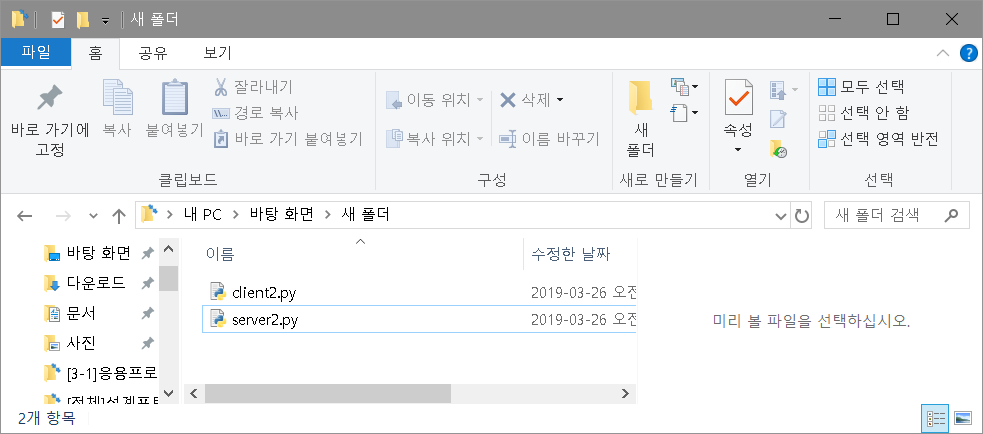 새 폴더
파일 홈 공유 보기
바로 가기에
고정
복사
붙여넣기
잘라내기
경로 복사
바로 가기 붙여넣기
클립보드
이동 위치
복사 위치
삭제
이름 바꾸기
구성
새
폴더
새로 만들기
속성
열기
모두 선택
선택 안 함
선택 영역 반전
선택
내 PC > 바탕 화면 > 새 폴더
새 폴더 검색
바탕 화면
다운로드
문서
사진
[3-1]응용프로
[전체]설계프로
이름 수정한 날짜
client2.py 2019-03-26 오전
server2.py 2019-03-26 오전
미리 볼 파일을 선택하십시오.
2개 항목